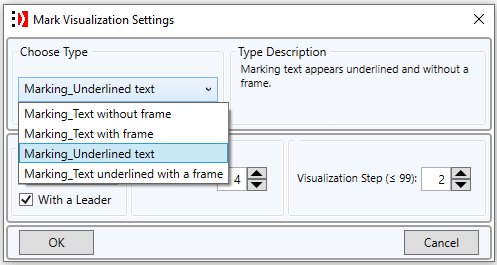 Mark Visualization Settings
Choose Type
Marking_Underlined text
Marking_Text without frame
Marking_Text with frame
Marking_Underlined text
Marking_Text underlined with a frame
Type Description
Marking text appears underlined and without a
frame.
With a Leader
4
Visualization Step (≤ 99):
2
OK
Cancel